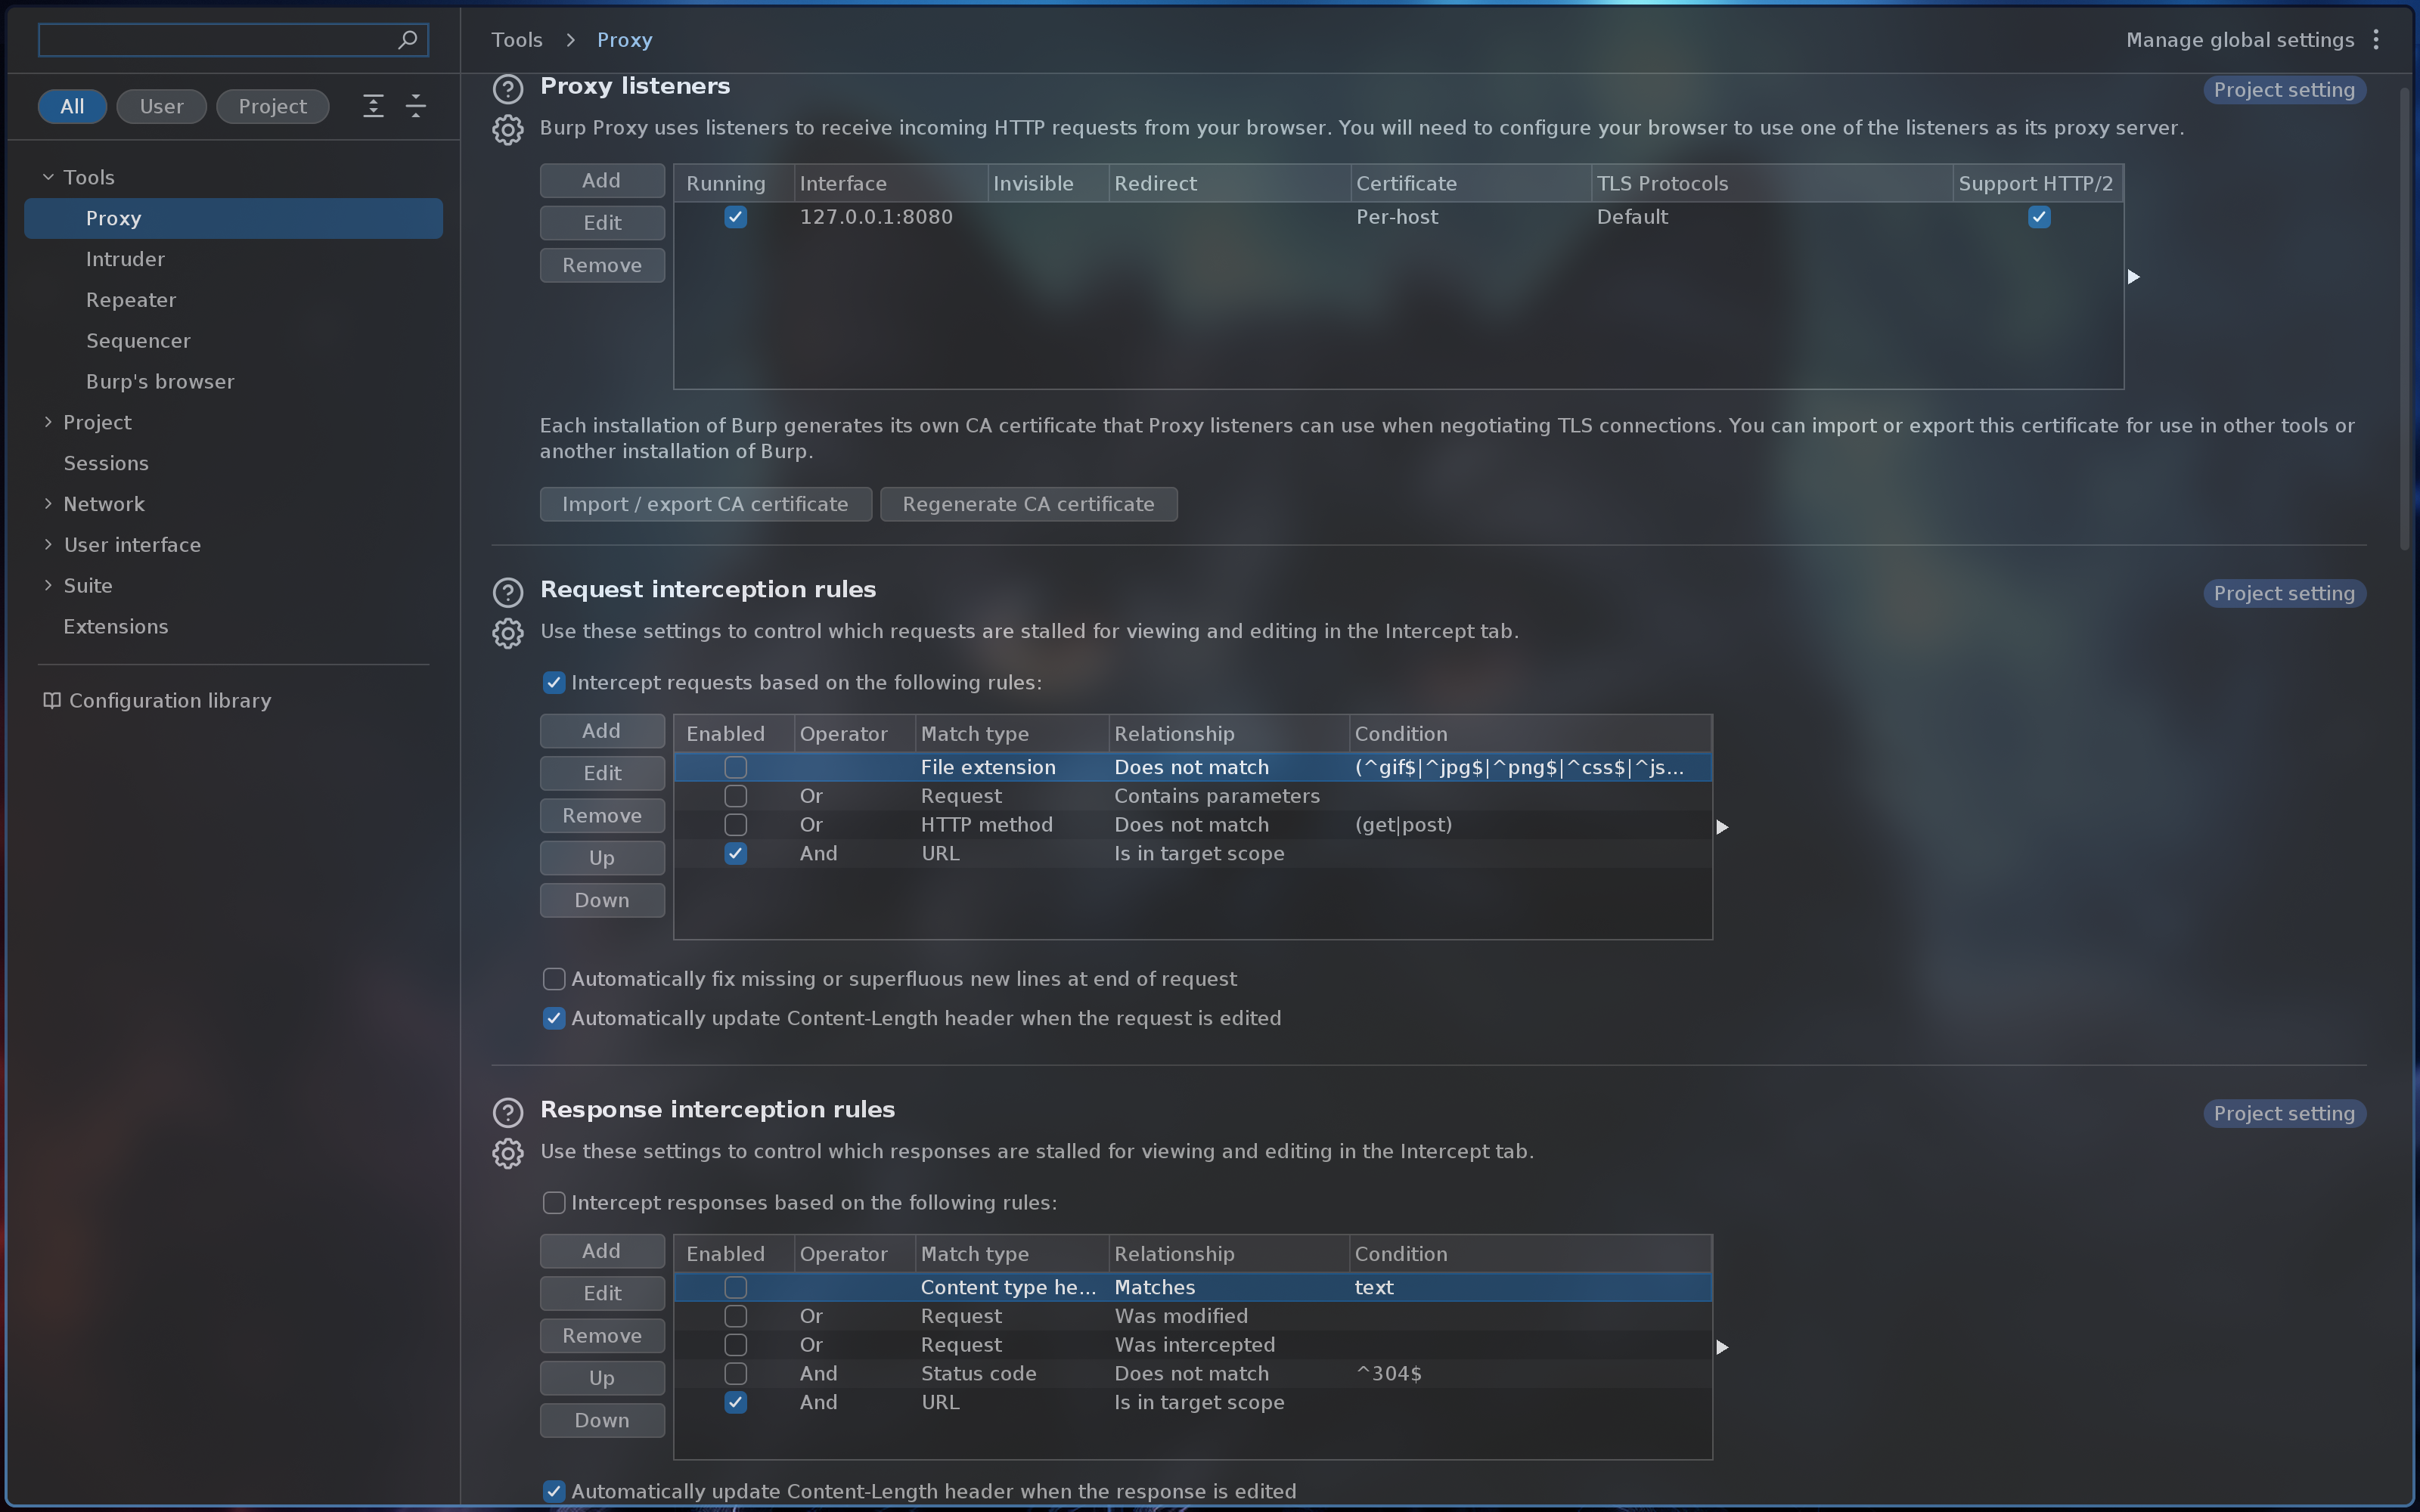 Tools > Proxy
Manage global settings
All
User
Project
Tools
Proxy
Intruder
Repeater
Sequencer
Burp's browser
Project
Sessions
Network
User interface
Suite
Extensions
Configuration library
Proxy listeners
Project setting
Burp Proxy uses listeners to receive incoming HTTP requests from your browser. You will need to configure your browser to use one of the listeners as its proxy server.
Add
Edit
Remove
Running Interface Invisible Redirect Certificate TLS Protocols Support HTTP/2
127.0.0.1:8080 Per-host Default
Each installation of Burp generates its own CA certificate that Proxy listeners can use when negotiating TLS connections. You can import or export this certificate for use in other tools or
another installation of Burp.
Import / export CA certificate
Regenerate CA certificate
Request interception rules
Project setting
Use these settings to control which requests are stalled for viewing and editing in the Intercept tab.
Intercept requests based on the following rules:
Add
Edit
Remove
Up
Down
Enabled Operator Match type Relationship Condition
File extension Does not match (^gif$|^jpg$|^png$|^css$|^js...
Or Request Contains parameters
Or HTTP method Does not match (get|post)
And URL Is in target scope
Automatically fix missing or superfluous new lines at end of request
Automatically update Content-Length header when the request is edited
Response interception rules
Project setting
Use these settings to control which responses are stalled for viewing and editing in the Intercept tab.
Intercept responses based on the following rules:
Add
Edit
Remove
Up
Down
Enabled Operator Match type Relationship Condition
Content type he... Matches text
Or Request Was modified
Or Request Was intercepted
And Status code Does not match ^304$
And URL Is in target scope
Automatically update Content-Length header when the response is edited